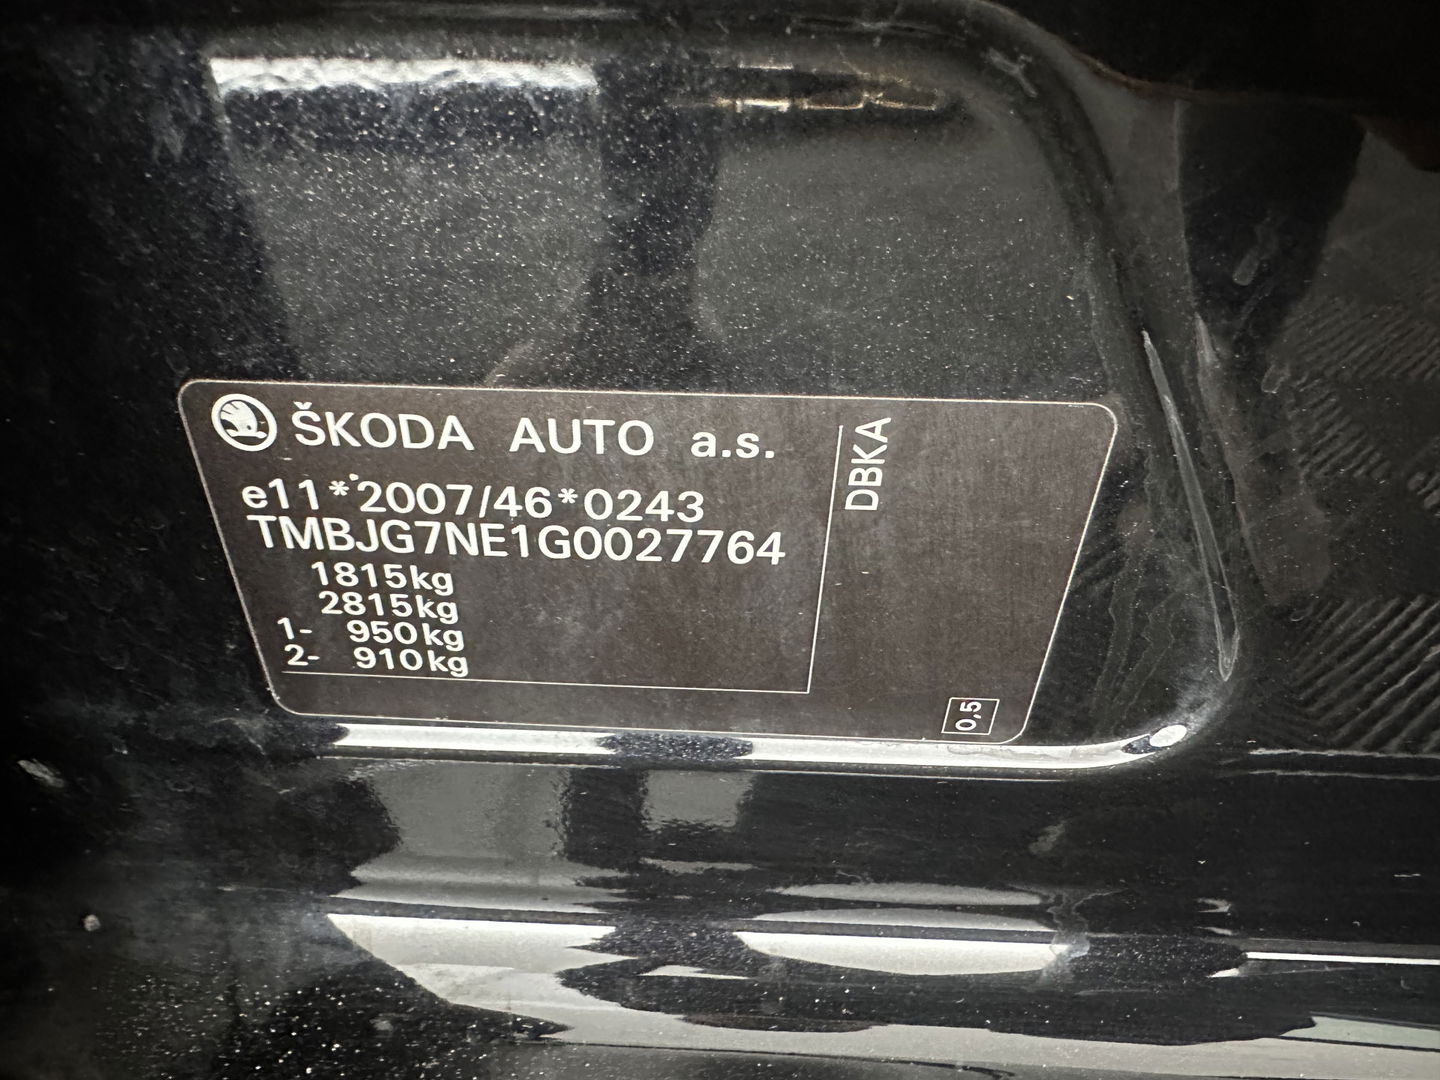 ŠKODA AUTO a.s.
e11*2007/46*0243
TMBJG7NE1G0027764
1815kg
2815kg
1- 950kg
2- 910kg
DBKA
0,5